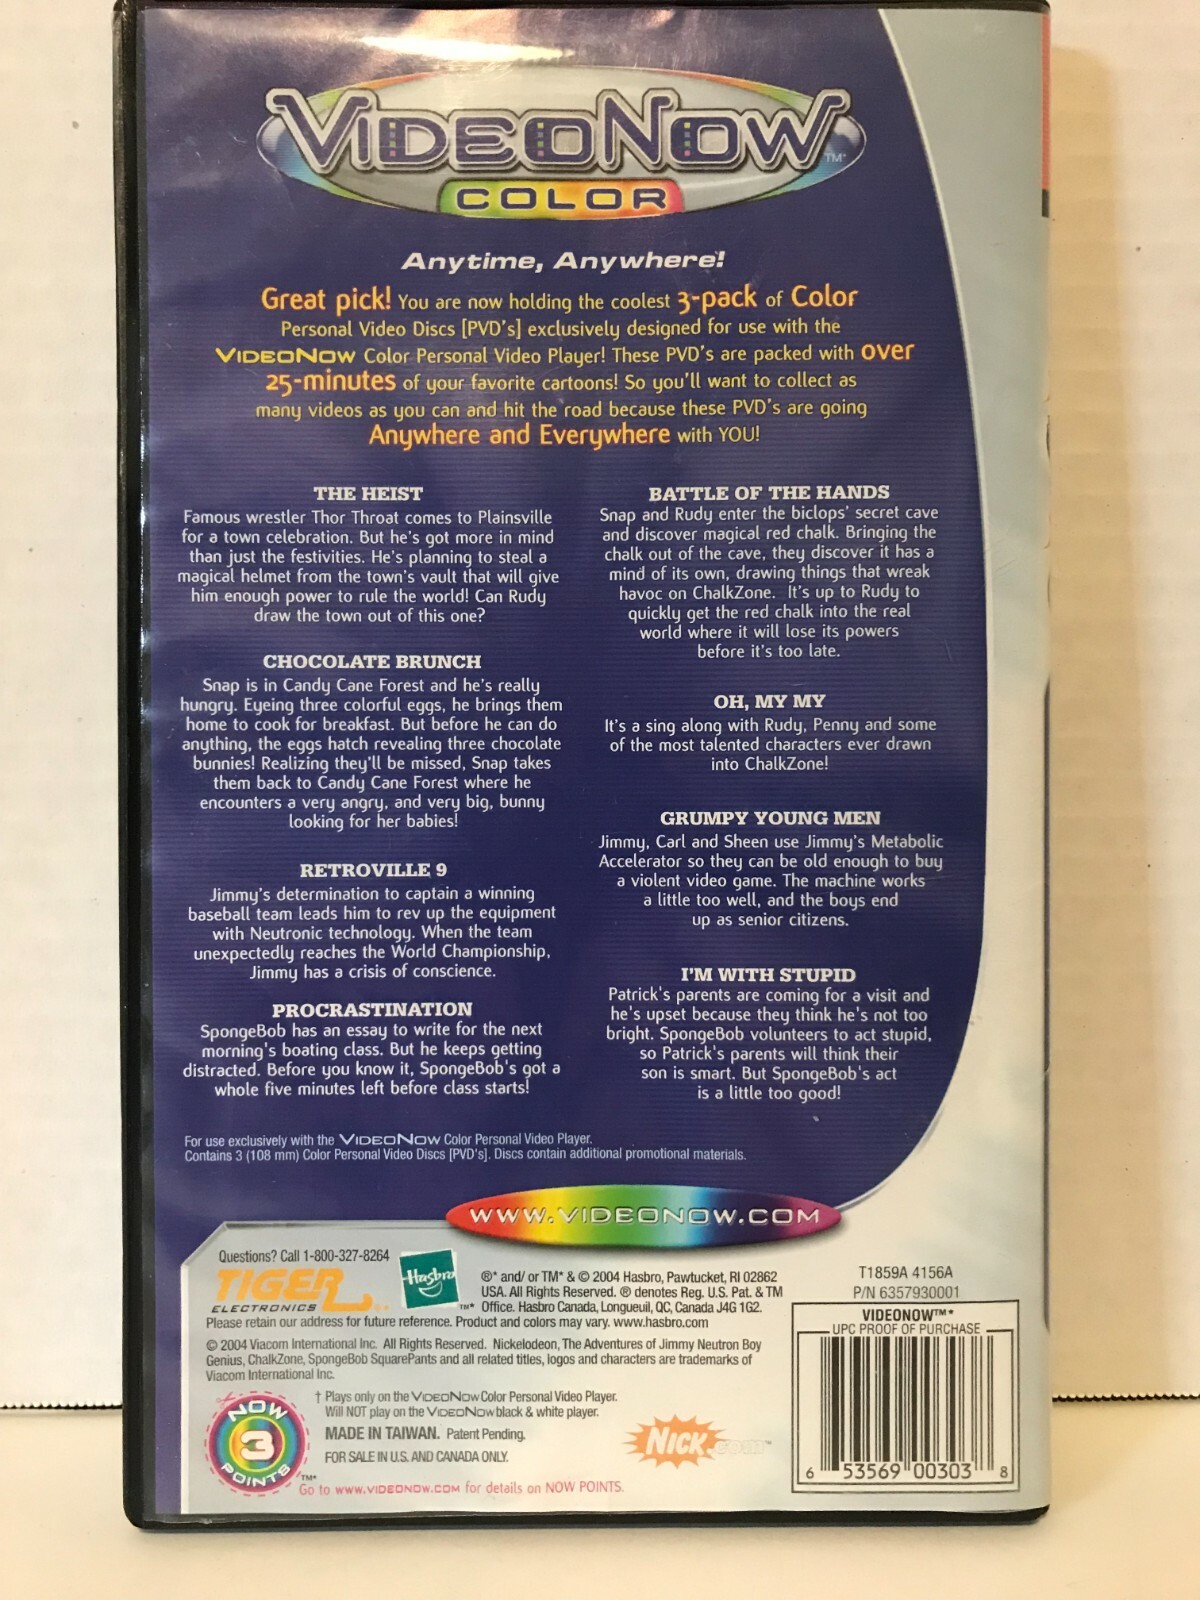 VIDEONOW TM*
COLOR
Anytime, Anywhere!
Great pick! You are now holding the coolest 3-pack of Color
Personal Video Discs [PVD's] exclusively designed for use with the
VIDEONOW Color Personal Video Player! These PVD's are packed with over
25-minutes of your favorite cartoons! So you'll want to collect as
many videos as you can and hit the road because these PVD's are going
Anywhere and Everywhere with YOU!
THE HEIST
Famous wrestler Thor Throat comes to Plainsville
for a town celebration. But he's got more in mind
than just the festivities. He's planning to steal a
magical helmet from the town's vault that will give
him enough power to rule the world! Can Rudy
draw the town out of this one?
CHOCOLATE BRUNCH
Snap is in Candy Cane Forest and he's really
hungry. Eyeing three colorful eggs, he brings them
home to cook for breakfast. But before he can do
anything, the eggs hatch revealing three chocolate
bunnies! Realizing they'll be missed, Snap takes
them back to Candy Cane Forest where he
encounters a very angry, and very big, bunny
looking for her babies!
RETROVILLE 9
Jimmy's determination to captain a winning
baseball team leads him to rev up the equipment
with Neutronic technology. When the team
unexpectedly reaches the World Championship,
Jimmy has a crisis of conscience.
PROCRASTINATION
SpongeBob has an essay to write for the next
morning's boating class. But he keeps getting
distracted. Before you know it, SpongeBob's got a
whole five minutes left before class starts!
BATTLE OF THE HANDS
Snap and Rudy enter the biclops' secret cave
and discover magical red chalk. Bringing the
chalk out of the cave, they discover it has a
mind of its own, drawing things that wreak
havoc on ChalkZone. It's up to Rudy to
quickly get the red chalk into the real
world where it will lose its powers
before it's too late.
OH, MY MY
It's a sing along with Rudy, Penny and some
of the most talented characters ever drawn
into ChalkZone!
GRUMPY YOUNG MEN
Jimmy, Carl and Sheen use Jimmy's Metabolic
Accelerator so they can be old enough to buy
a violent video game. The machine works
a little too well, and the boys end
up as senior citizens.
I'M WITH STUPID
Patrick's parents are coming for a visit and
he's upset because they think he's not too
bright. SpongeBob volunteers to act stupid,
so Patrick's parents will think their
son is smart. But SpongeBob's act
is a little too good!
For use exclusively with the VIDEONOW Color Personal Video Player.
Contains 3 (108 mm) Color Personal Video Discs [PVD's]. Discs contain additional promotional materials.
WWW.VIDEONOW.COM
Questions? Call 1-800-327-8264
TIGER
ELECTRONICS
Hasbro
TM*
®* and/ or TM* & © 2004 Hasbro, Pawtucket, RI 02862
USA. All Rights Reserved. ® denotes Reg. U.S. Pat. & TM
Office. Hasbro Canada, Longueuil, QC, Canada J4G 1G2.
Please retain our address for future reference. Product and colors may vary. www.hasbro.com
© 2004 Viacom International Inc. All Rights Reserved. Nickelodeon, The Adventures of Jimmy Neutron Boy
Genius, ChalkZone, SpongeBob SquarePants and all related titles, logos and characters are trademarks of
Viacom International Inc.
NOW
3
POINTS
TM*
† Plays only on the VIDEONOW Color Personal Video Player.
Will NOT play on the VIDEONOW black & white player.
MADE IN TAIWAN. Patent Pending.
FOR SALE IN U.S. AND CANADA ONLY.
Go to WWW.VIDEONOW.COM for details on NOW POINTS.
NICK.com™
T1859A 4156A
P/N 6357930001
VIDEONOW™*
UPC PROOF OF PURCHASE
6 53569 00303 8